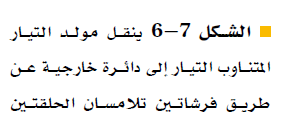 الشكل 7–6 ينقل مولد التيار
المتناوب التيار إلى دائرة خارجية عن
طريق فرشاتين تلامسان الحلقتين